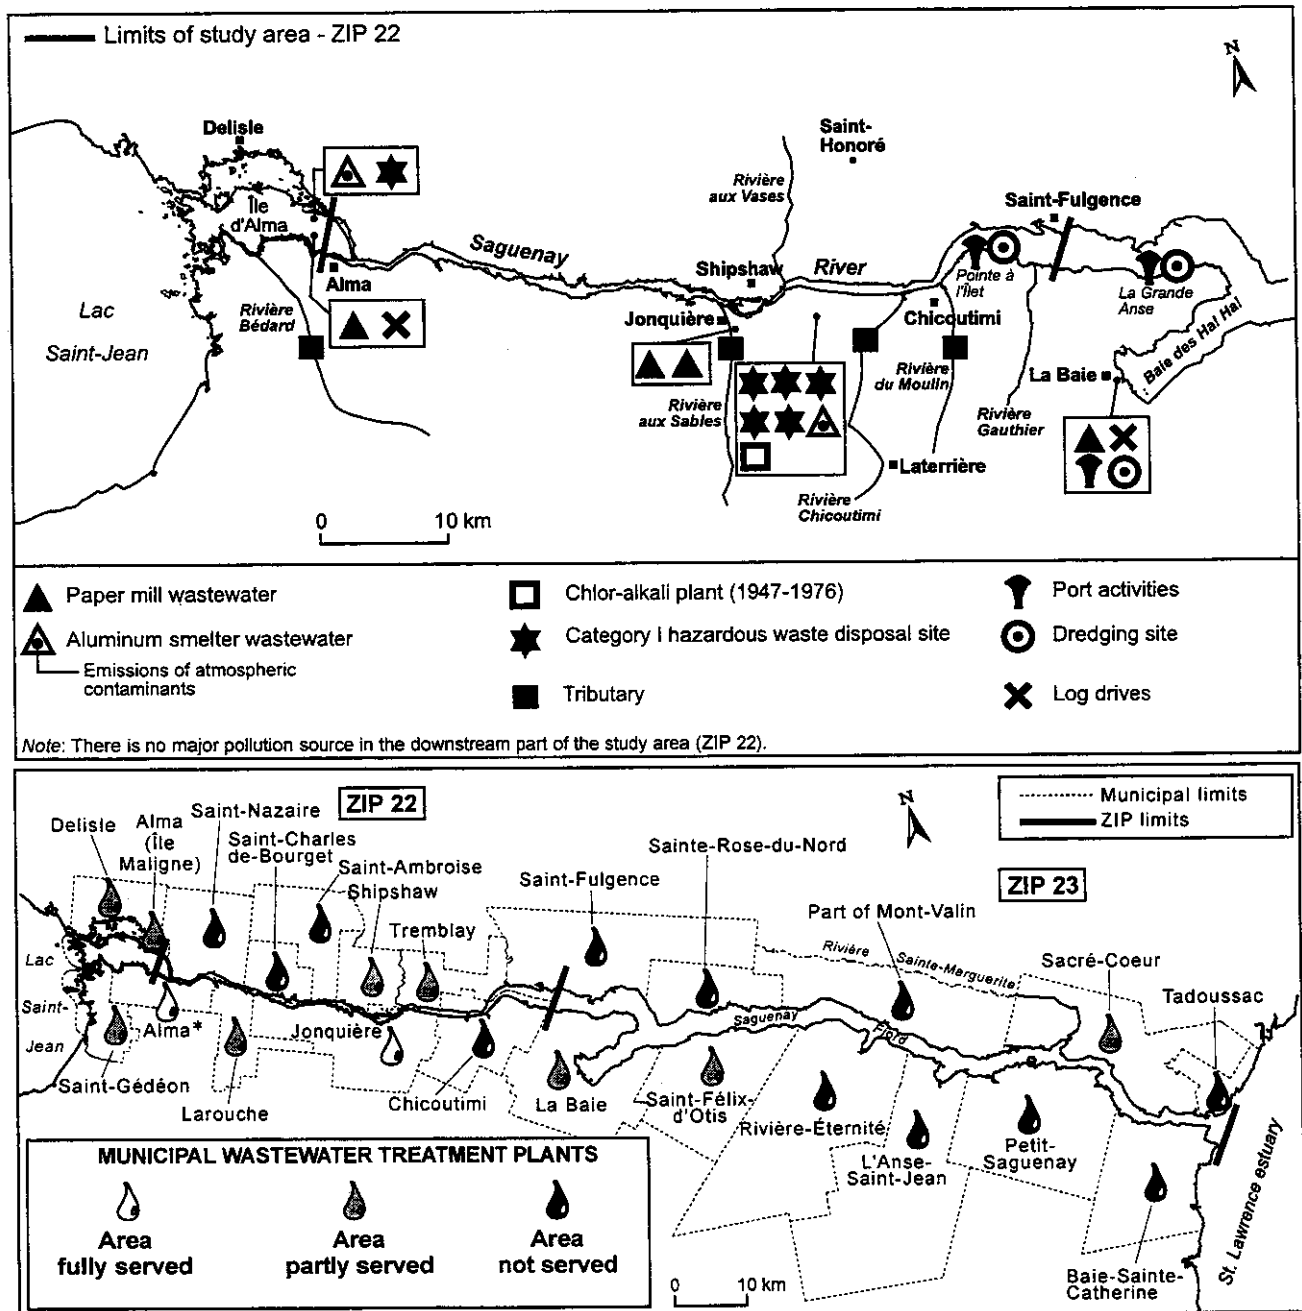 Limits of study area - ZIP 22
N
Delisle
Saint-
Honoré
Rivière
aux Vases
Île
d'Alma
Saint-Fulgence
Saguenay
Shipshaw
River
Pointe à
l'Îlet
Alma
La Grande
Anse
Lac
Saint-Jean
Rivière
Bédard
Jonquière
Chicoutimi
Baie des Ha! Ha!
Rivière
du Moulin
La Baie
Rivière
aux Sables
Rivière
Gauthier
Laterrière
Rivière
Chicoutimi
0 10 km
Paper mill wastewater
Chlor-alkali plant (1947-1976)
Port activities
Aluminum smelter wastewater
Category I hazardous waste disposal site
Dredging site
Emissions of atmospheric
contaminants
Tributary
Log drives
Note: There is no major pollution source in the downstream part of the study area (ZIP 22).
Saint-Nazaire
ZIP 22
N
Municipal limits
ZIP limits
Delisle
Alma
(Île
Maligne)
Saint-Charles
de-Bourget
Saint-Ambroise
Shipshaw
Sainte-Rose-du-Nord
Saint-Fulgence
ZIP 23
Part of Mont-Valin
Tremblay
Rivière Sainte-Marguerite
Sacré-Coeur
Tadoussac
Lac
Saint-
Jean
Alma*
Jonquière
Saguenay
Fjord
Saint-Gédéon
Larouche
Chicoutimi
La Baie
Saint-Félix-
d'Otis
Rivière-Éternité
L'Anse-
Saint-Jean
Petit-
Saguenay
MUNICIPAL WASTEWATER TREATMENT PLANTS
Area
fully served
Area
partly served
Area
not served
0 10 km
Baie-Sainte-
Catherine
St. Lawrence estuary